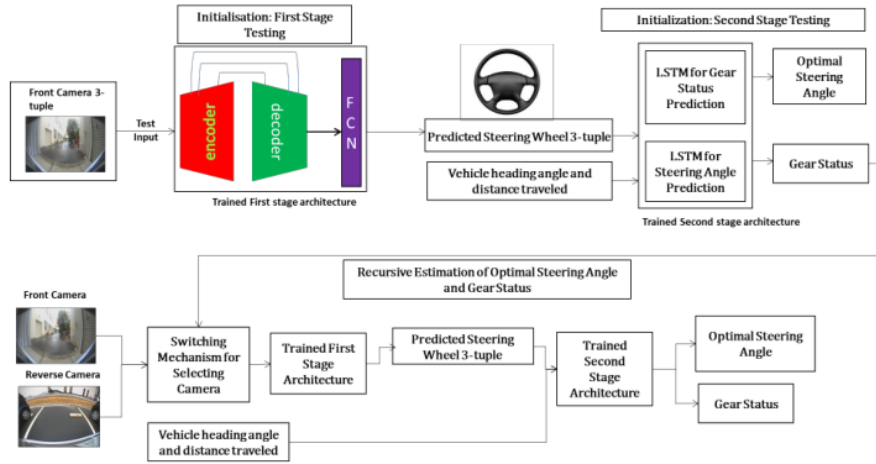 Initialisation: First Stage
Testing
Initialization: Second Stage Testing
Front Camera 3-
tuple
Test
Input
encoder
decoder
F
C
N
Trained First stage architecture
Predicted Steering Wheel 3-tuple
Vehicle heading angle and
distance traveled
LSTM for Gear
Status
Prediction
LSTM for
Steering Angle
Prediction
Trained Second stage architecture
Optimal
Steering
Angle
Gear Status
Recursive Estimation of Optimal Steering Angle
and Gear Status
Front Camera
Reverse Camera
Switching
Mechanism for
Selecting
Camera
Trained First
Stage
Architecture
Predicted Steering
Wheel 3-tuple
Trained
Second
Stage
Architecture
Optimal Steering
Angle
Gear Status
Vehicle heading angle
and distance traveled